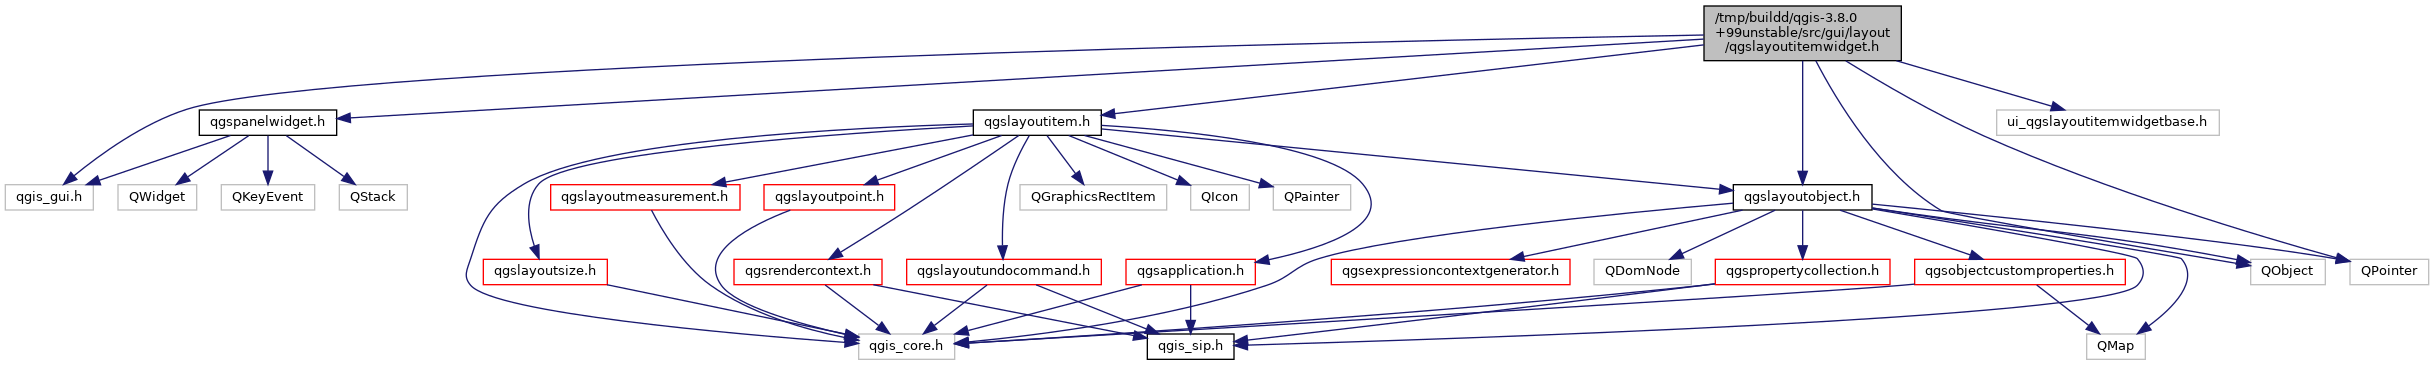 /tmp/buildd/qgis-3.8.0
+99unstable/src/gui/layout
/qgslayoutitemwidget.h
qgspanelwidget.h
qgslayoutitem.h
ui_qgslayoutitemwidgetbase.h
qgis_gui.h
QWidget
QKeyEvent
QStack
qgslayoutmeasurement.h
qgslayoutpoint.h
QGraphicsRectItem
QIcon
QPainter
qgslayoutobject.h
qgslayoutsize.h
qgsrendercontext.h
qgslayoutundocommand.h
qgsapplication.h
qgsexpressioncontextgenerator.h
QDomNode
qgspropertycollection.h
qgsobjectcustomproperties.h
QObject
QPointer
qgis_core.h
qgis_sip.h
QMap